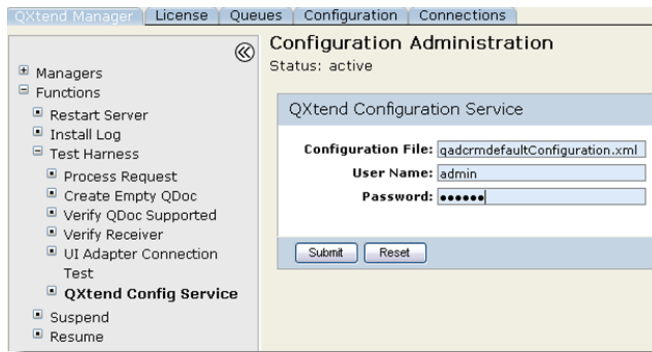 QXtend Manager License Queues Configuration Connections
Managers
Functions
Restart Server
Install Log
Test Harness
Process Request
Create Empty QDoc
Verify QDoc Supported
Verify Receiver
UI Adapter Connection
Test
QXtend Config Service
Suspend
Resume
Configuration Administration
Status: active
QXtend Configuration Service
Configuration File: qadcrmdefaultConfiguration.xml
User Name: admin
Password: ••••••
Submit Reset